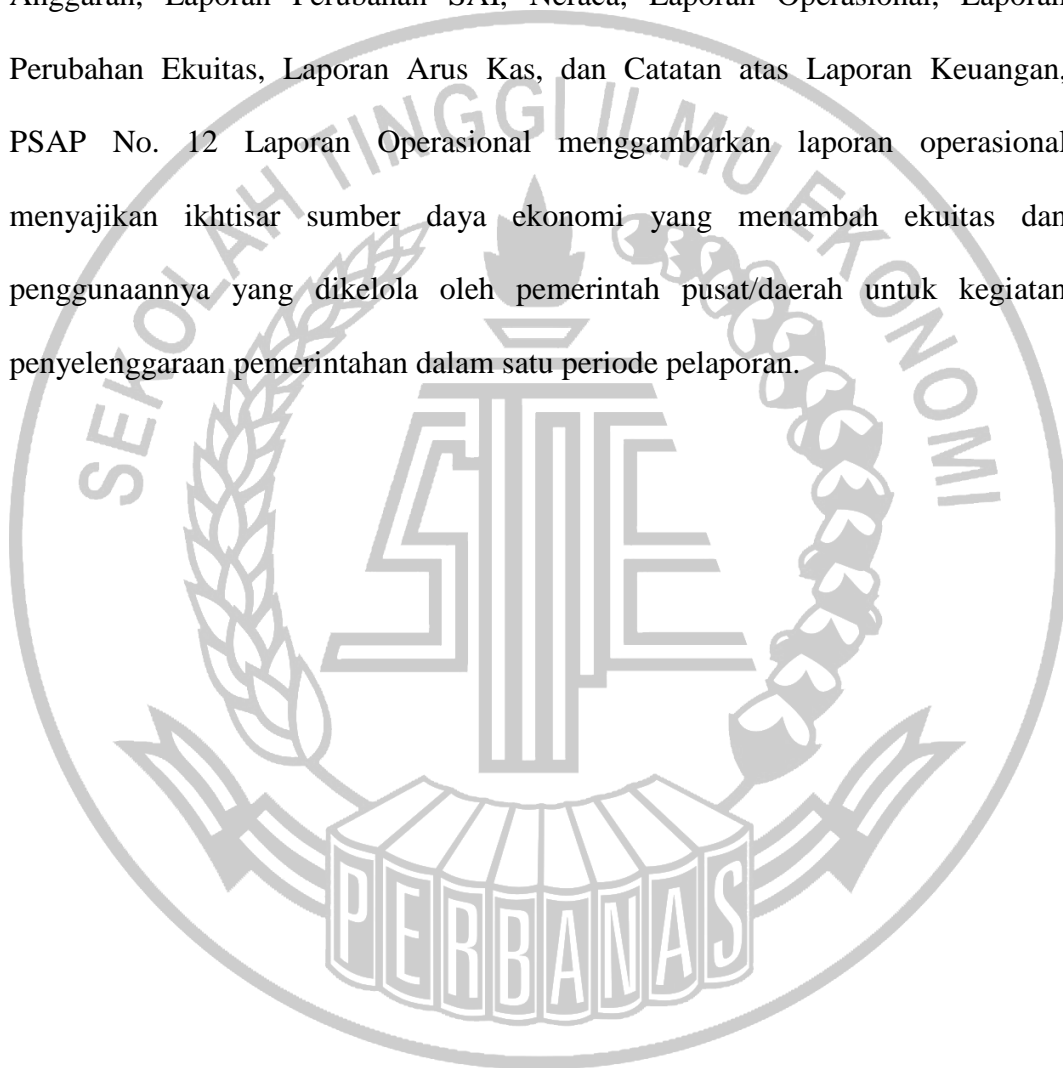 Anggaran, Laporan Perubahan SAl, Neraca, Laporan Operasional, Laporan
Perubahan Ekuitas, Laporan Arus Kas, dan Catatan atas Laporan Keuangan,
PSAP No. 12 Laporan Operasional menggambarkan laporan operasional
menyajikan ikhtisar sumber daya ekonomi yang menambah ekuitas dan
penggunaannya yang dikelola oleh pemerintah pusat/daerah untuk kegiatan
penyelenggaraan pemerintahan dalam satu periode pelaporan.
SEKOLAH TINGGI ILMU EKONOMI
STIE
PERBANAS